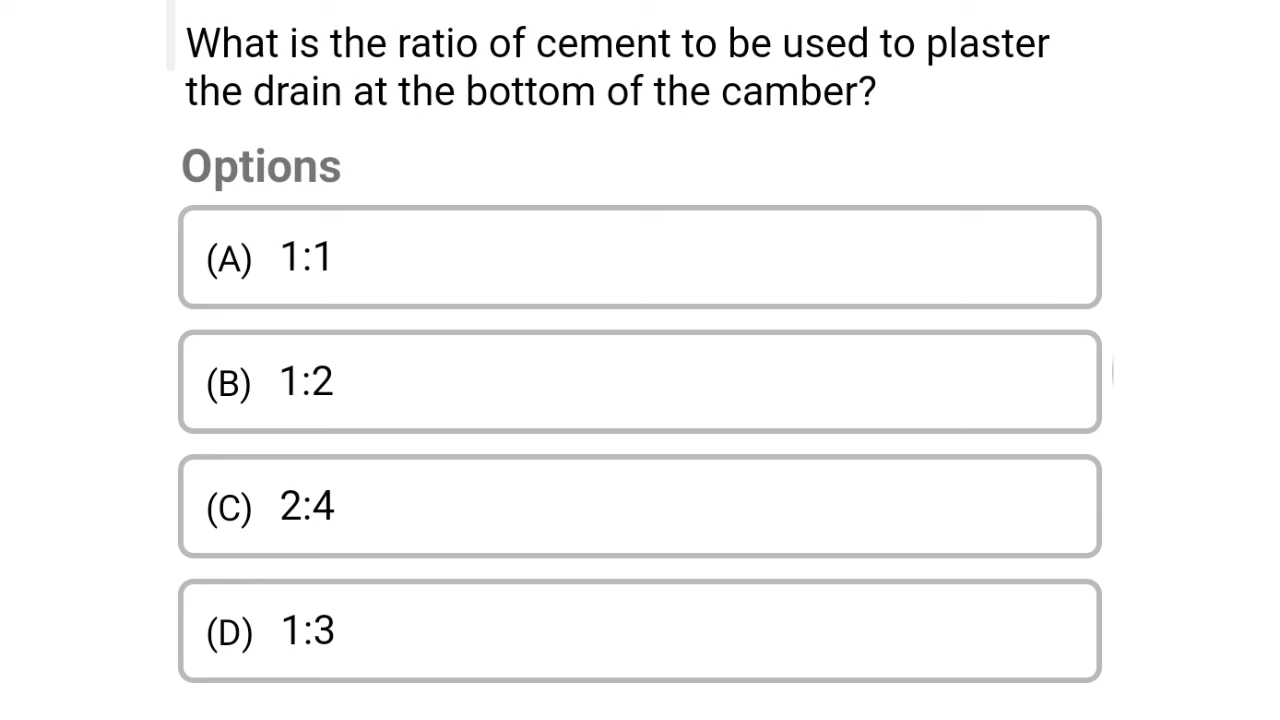 What is the ratio of cement to be used to plaster
the drain at the bottom of the camber?
Options
(A) 1:1
(B) 1:2
(C) 2:4
(D) 1:3